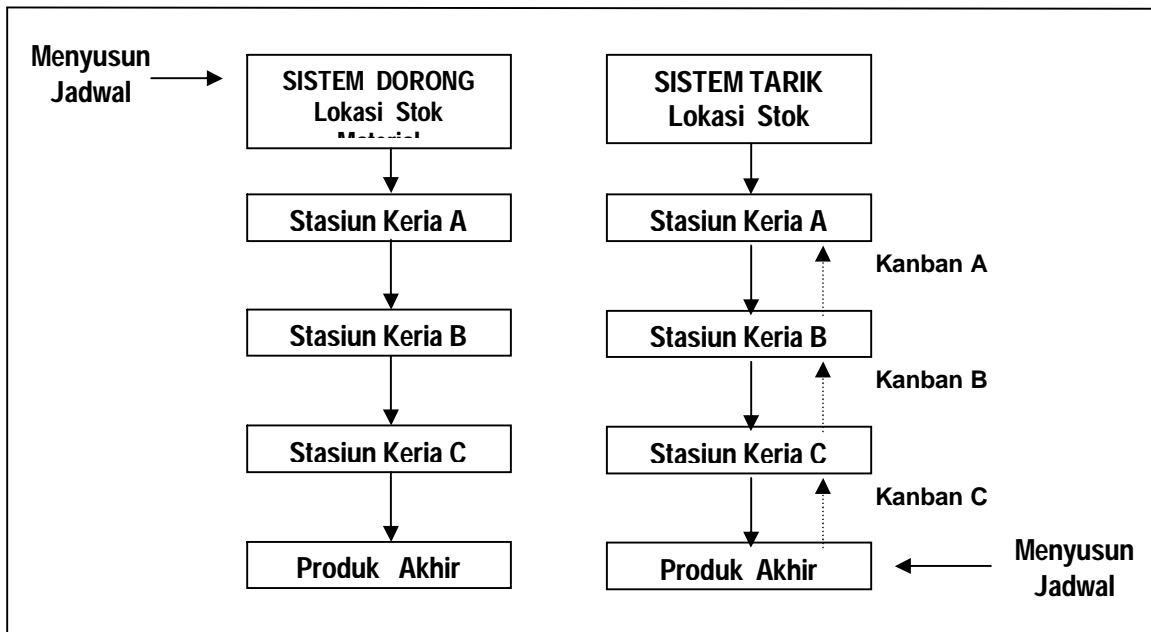 Menyusun
Jadwal
SISTEM DORONG
Lokasi Stok
Material
Stasiun Keria A
Stasiun Keria B
Stasiun Keria C
Produk Akhir
SISTEM TARIK
Lokasi Stok
Stasiun Keria A
Kanban A
Stasiun Keria B
Kanban B
Stasiun Keria C
Kanban C
Produk Akhir
Menyusun
Jadwal